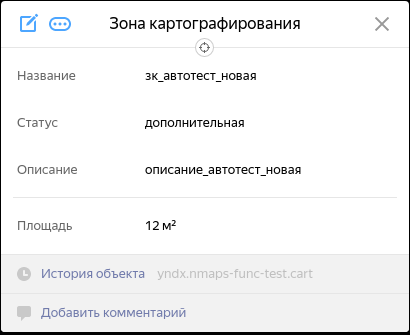 Зона картографирования
Название зк_автотест_новая
Статус дополнительная
Описание описание_автотест_новая
Площадь 12 м²
История объекта yndx.nmaps-func-test.cart
Добавить комментарий